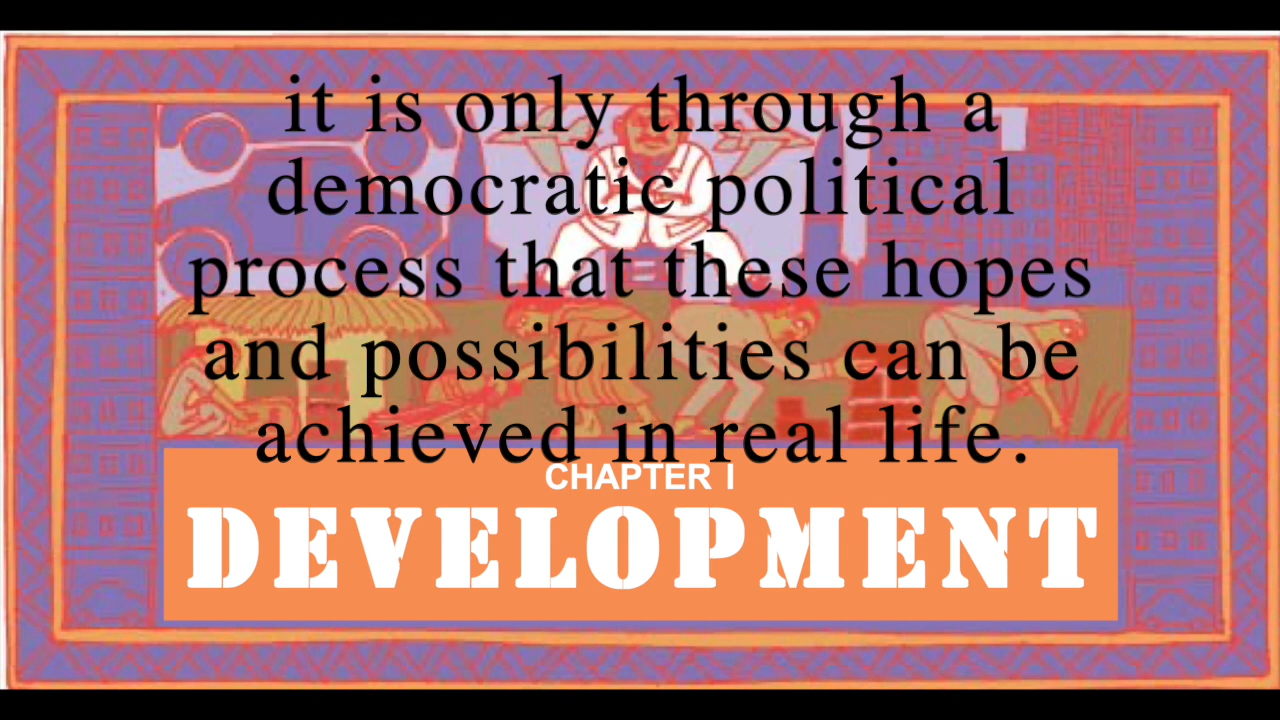 it is only through a
democratic political
process that these hopes
and possibilities can be
achieved in real life.
CHAPTER I
DEVELOPMENT